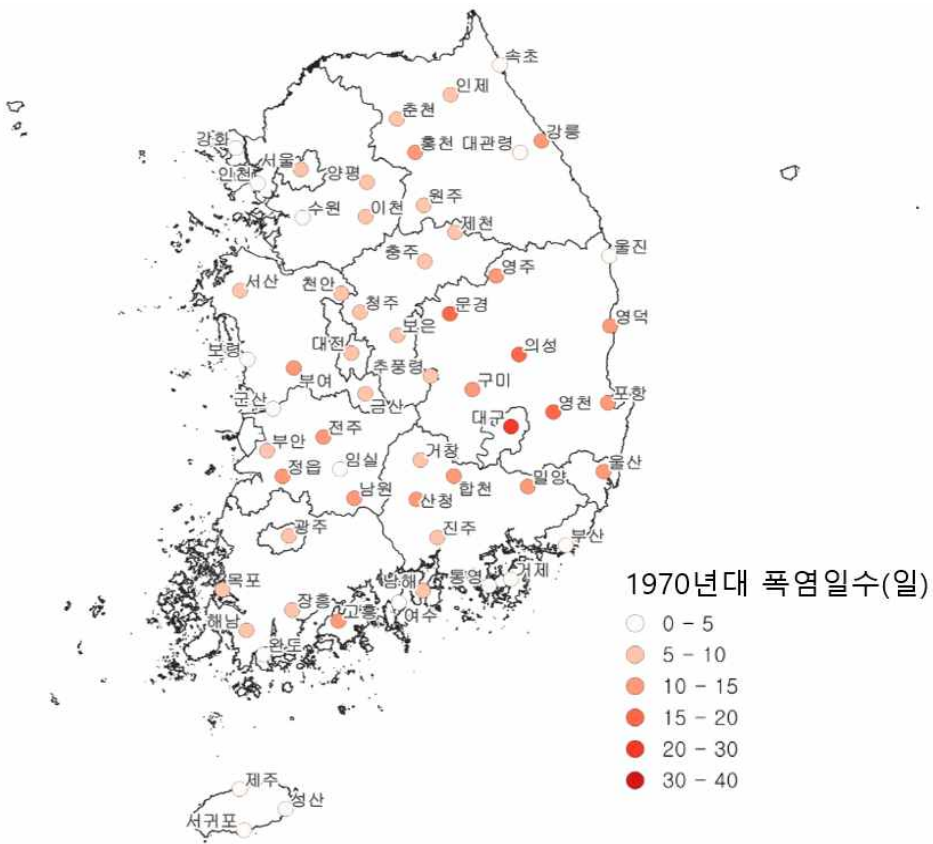 속초
인제
춘천
강릉
홍천 대관령
강화
서울
인천
양평
원주
수원
이천
제천
울진
충주
영주
서산
천안
청주
문경
영덕
보은
대전
의성
보령
추풍령
부여
구미
포항
군산
금산
영천
대구
전주
부안
거창
임실
울산
정읍
합천
밀양
남원
산청
광주
진주
부산
목포
남해
통영
거제
장흥
고흥
여수
해남
완도
1970년대 폭염일수(일)
0 - 5
5 - 10
10 - 15
15 - 20
20 - 30
30 - 40
제주
성산
서귀포